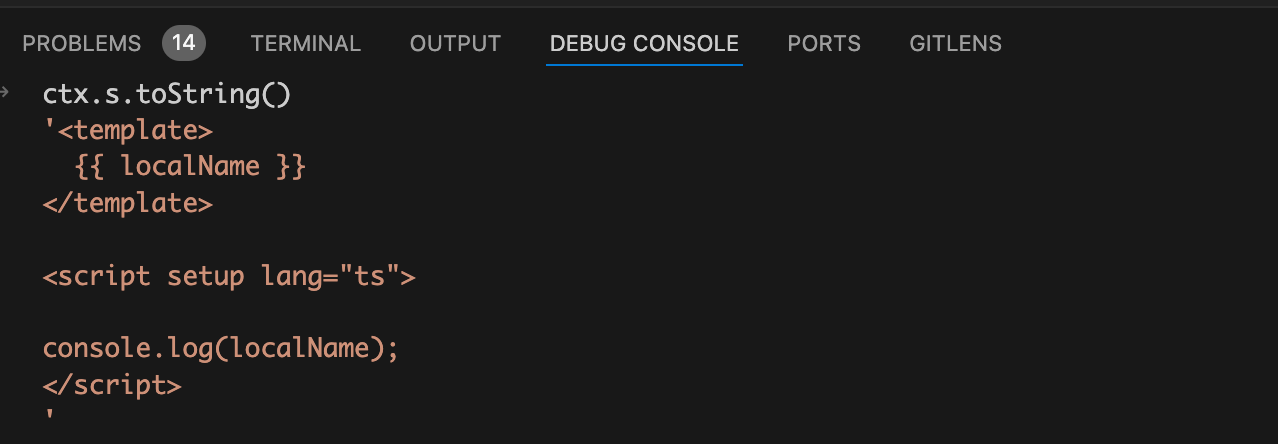 PROBLEMS 14 TERMINAL OUTPUT DEBUG CONSOLE PORTS GITLENS
→ ctx.s.toString()
'<template>
  {{ localName }}
</template>

<script setup lang="ts">

console.log(localName);
</script>
'